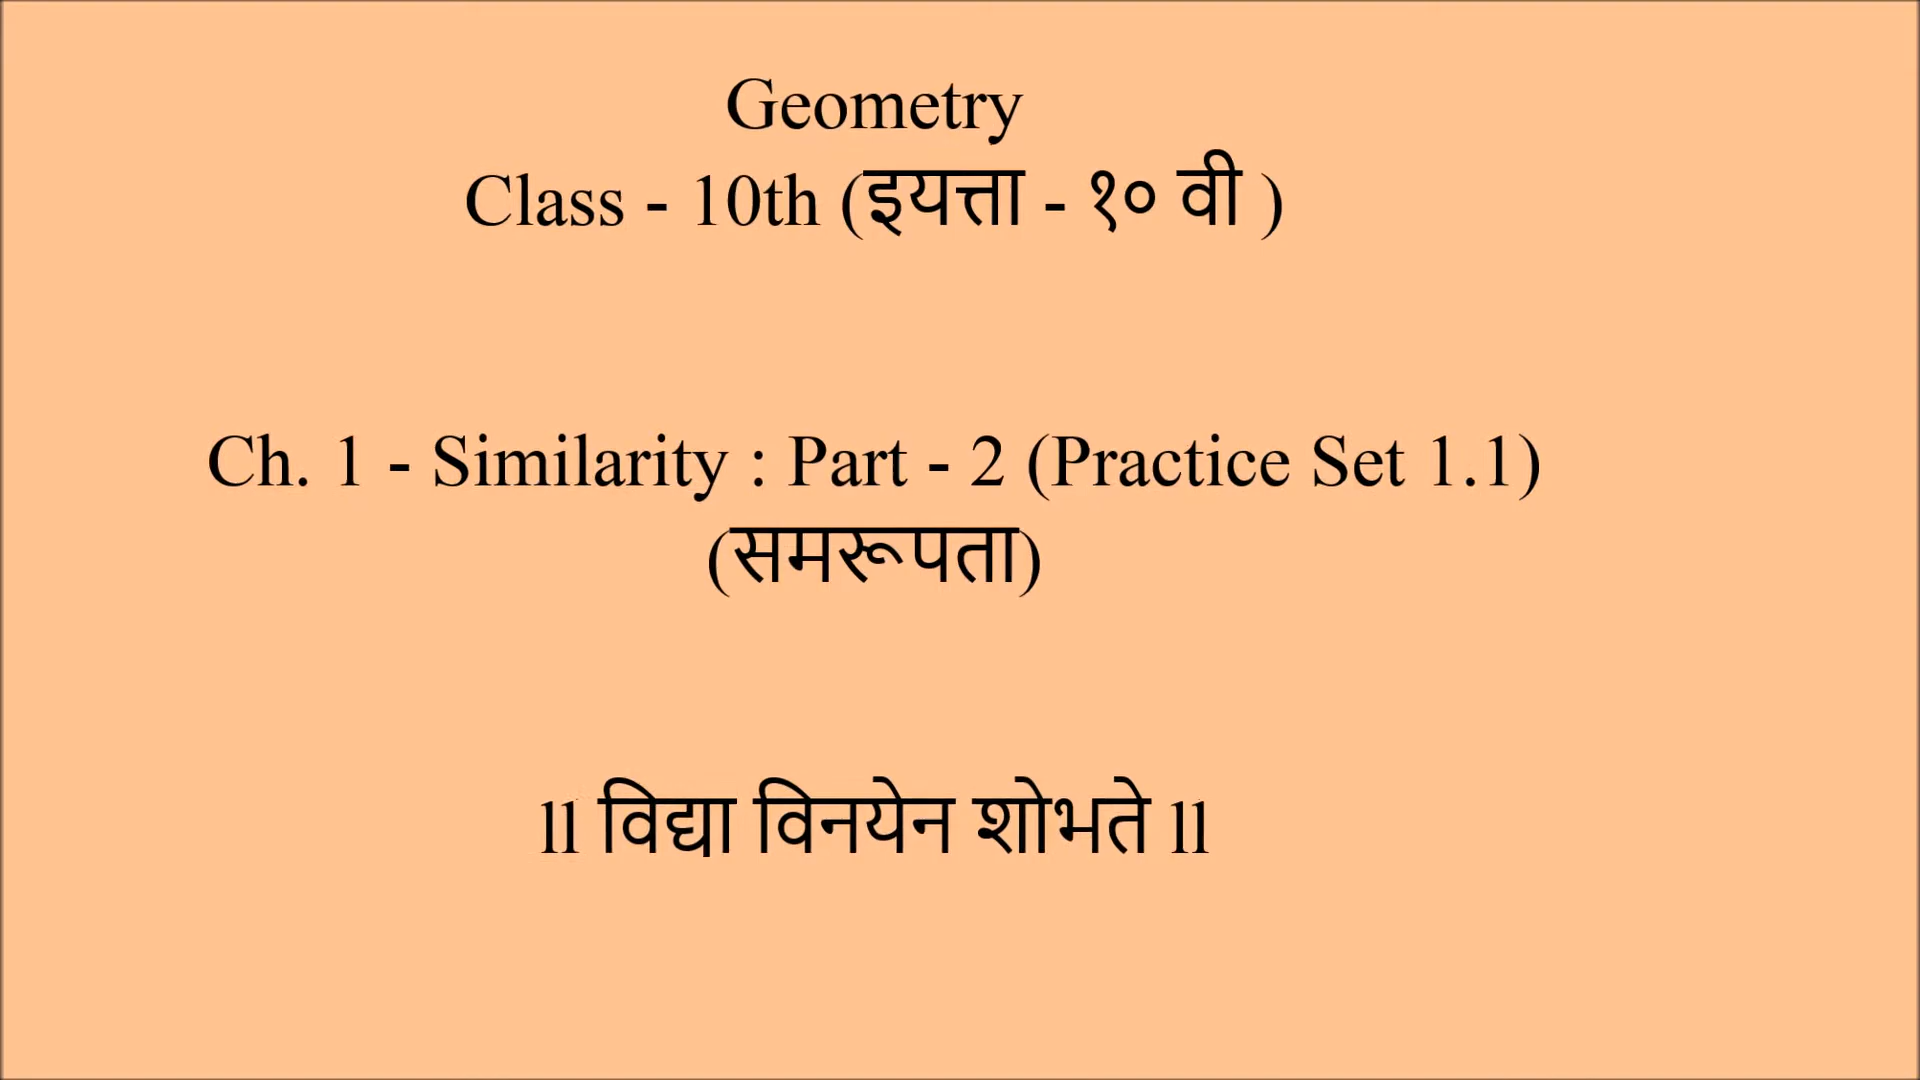 Geometry
Class - 10th (इयत्ता - १० वी )
Ch. 1 - Similarity : Part - 2 (Practice Set 1.1)
(समरूपता)
ll विद्या विनयेन शोभते ll